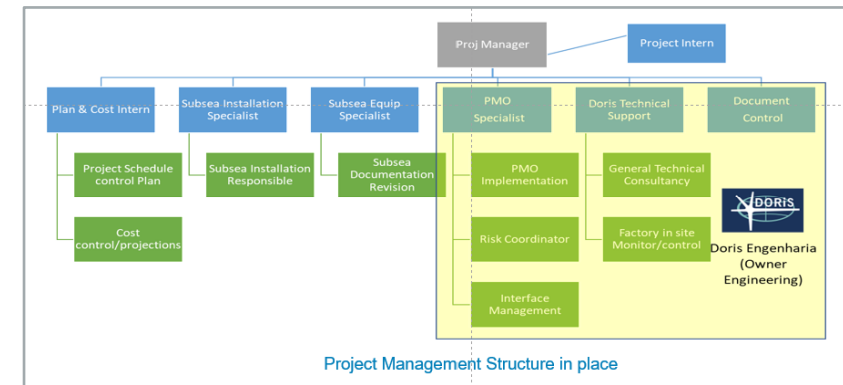 Proj Manager
Project Intern
Plan & Cost Intern
Subsea Installation
Specialist
Subsea Equip
Specialist
PMO
Specialist
Doris Technical
Support
Document
Control
Project Schedule
control Plan
Subsea Installation
Responsible
Subsea
Documentation
Revision
PMO
Implementation
General Technical
Consultancy
Cost
control/projections
Risk Coordinator
Factory in site
Monitor/control
Interface
Management
DORIS
Doris Engenharia
(Owner
Engineering)
Project Management Structure in place